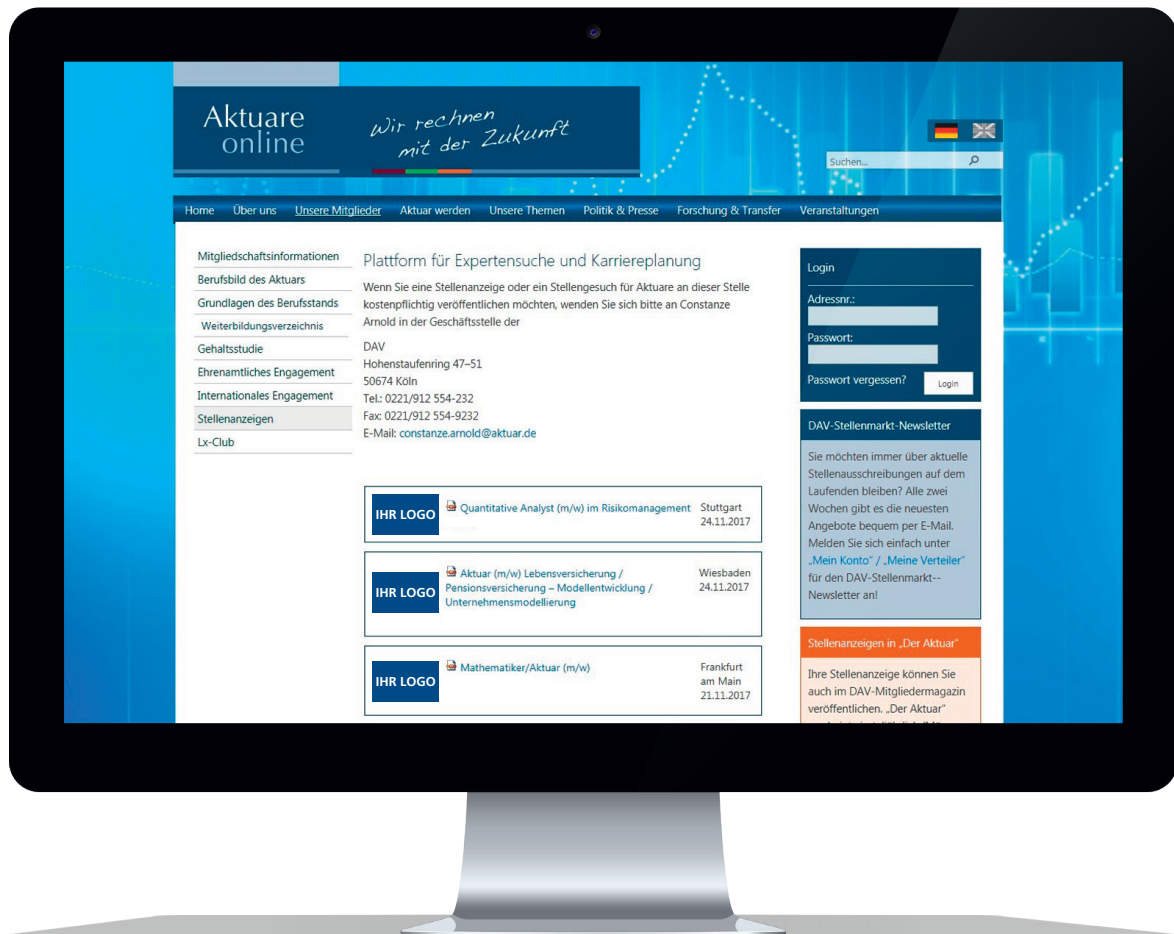 Aktuare
online
Wir rechnen
mit der Zukunft
Suchen...
Home Über uns Unsere Mitglieder Aktuar werden Unsere Themen Politik & Presse Forschung & Transfer Veranstaltungen
Mitgliedschaftsinformationen
Berufsbild des Aktuars
Grundlagen des Berufsstands
Weiterbildungsverzeichnis
Gehaltsstudie
Ehrenamtliches Engagement
Internationales Engagement
Stellenanzeigen
Lx-Club
Plattform für Expertensuche und Karriereplanung
Wenn Sie eine Stellenanzeige oder ein Stellengesuch für Aktuare an dieser Stelle
kostenpflichtig veröffentlichen möchten, wenden Sie sich bitte an Constanze
Arnold in der Geschäftsstelle der
DAV
Hohenstaufenring 47–51
50674 Köln
Tel.: 0221/912 554-232
Fax: 0221/912 554-9232
E-Mail: constanze.arnold@aktuar.de
IHR LOGO
Quantitative Analyst (m/w) im Risikomanagement
Stuttgart
24.11.2017
IHR LOGO
Aktuar (m/w) Lebensversicherung /
Pensionsversicherung – Modellentwicklung /
Unternehmensmodellierung
Wiesbaden
24.11.2017
IHR LOGO
Mathematiker/Aktuar (m/w)
Frankfurt
am Main
21.11.2017
Login
Adressnr.:
Passwort:
Passwort vergessen? Login
DAV-Stellenmarkt-Newsletter
Sie möchten immer über aktuelle
Stellenausschreibungen auf dem
Laufenden bleiben? Alle zwei
Wochen gibt es die neuesten
Angebote bequem per E-Mail.
Melden Sie sich einfach unter
„Mein Konto" / „Meine Verteiler"
für den DAV-Stellenmarkt--
Newsletter an!
Stellenanzeigen in „Der Aktuar"
Ihre Stellenanzeige können Sie
auch im DAV-Mitgliedermagazin
veröffentlichen. „Der Aktuar"